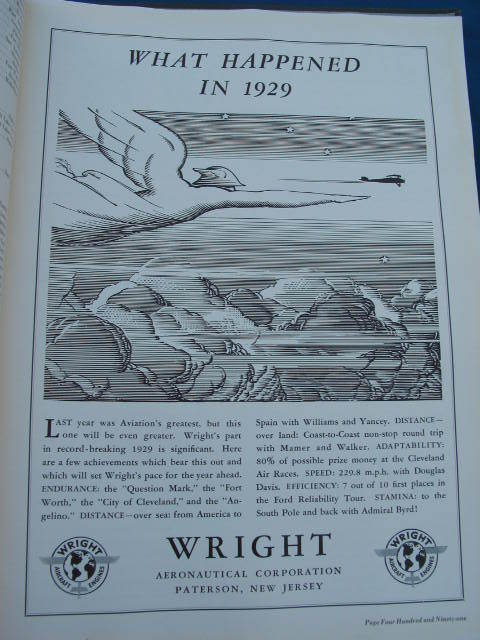 WHAT HAPPENED
IN 1929
LAST year was Aviation's greatest, but this
one will be even greater. Wright's part
in record-breaking 1929 is significant. Here
are a few achievements which bear this out and
which will set Wright's pace for the year ahead.
ENDURANCE: the "Question Mark," the "Fort
Worth," the "City of Cleveland," and the "An-
gelino." DISTANCE—over sea: from America to
Spain with Williams and Yancey. DISTANCE—
over land: Coast-to-Coast non-stop round trip
with Mamer and Walker. ADAPTABILITY:
80% of possible prize money at the Cleveland
Air Races. SPEED: 229.8 m.p.h. with Douglas
Davis. EFFICIENCY: 7 out of 10 first places in
the Ford Reliability Tour. STAMINA: to the
South Pole and back with Admiral Byrd!
WRIGHT
AIRCRAFT ENGINES
WRIGHT
AERONAUTICAL CORPORATION
PATERSON, NEW JERSEY
WRIGHT
AIRCRAFT ENGINES
Page Four Hundred and Ninety-one